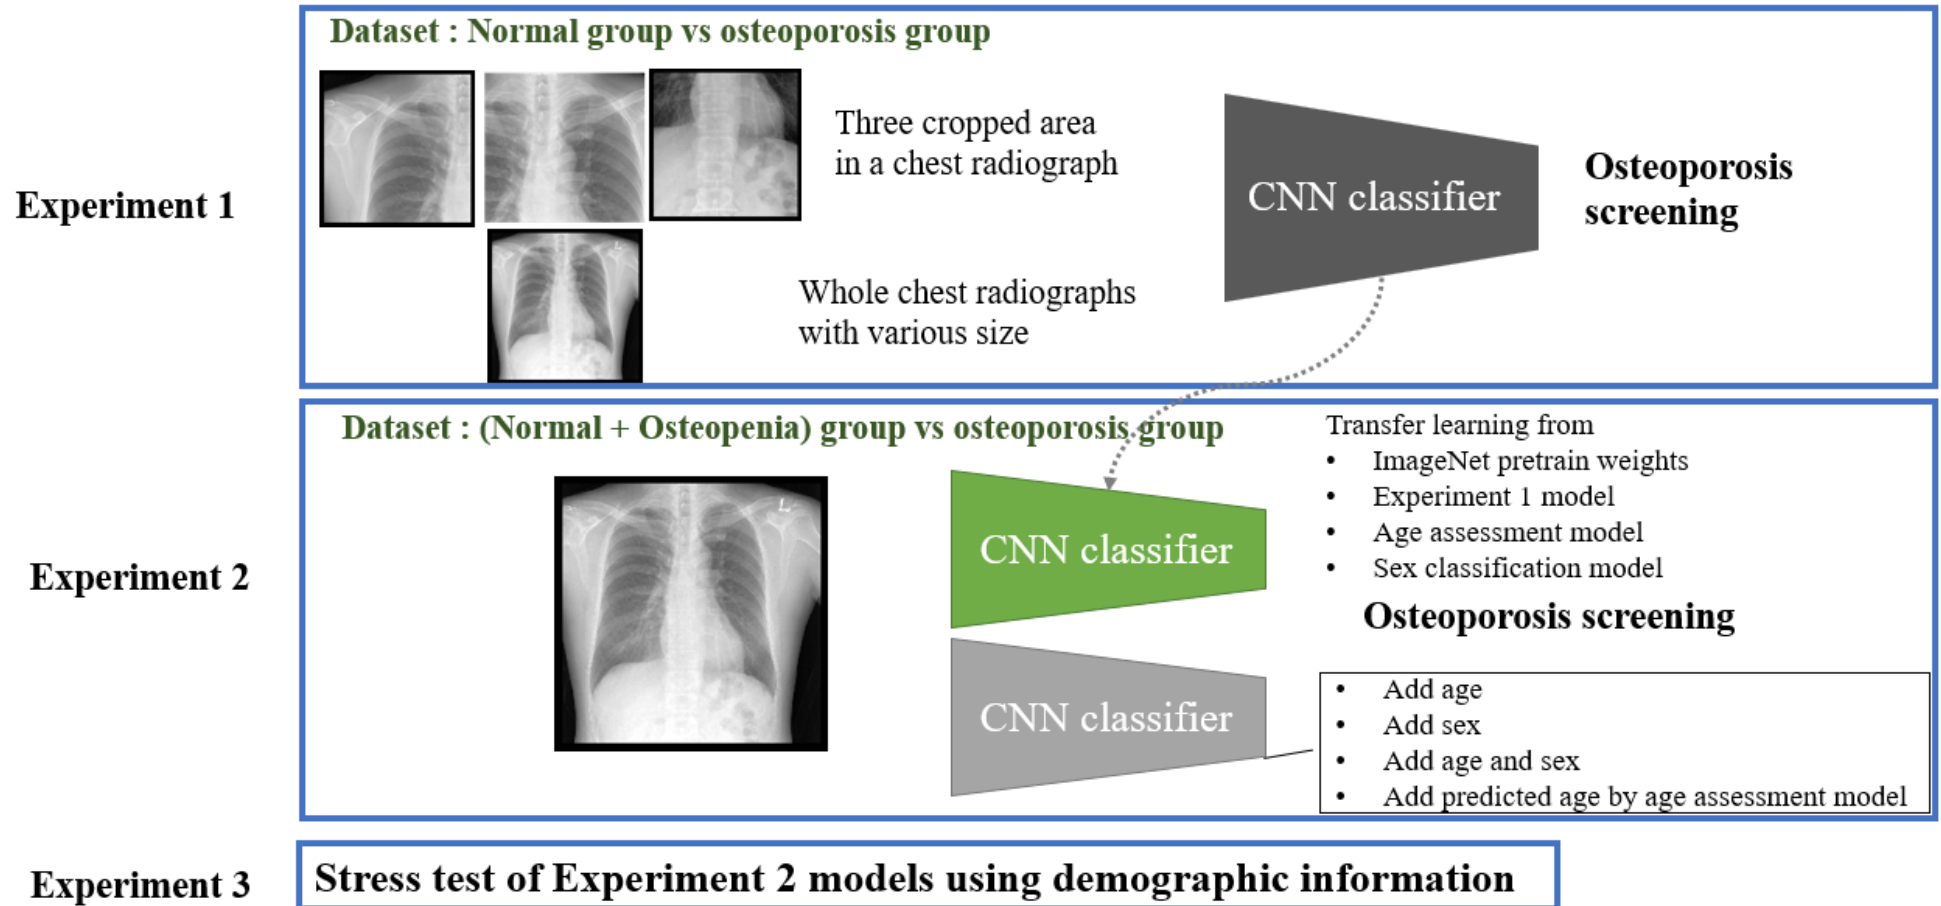 Experiment 1
Dataset : Normal group vs osteoporosis group
Three cropped area
in a chest radiograph
Whole chest radiographs
with various size
CNN classifier
Osteoporosis
screening
Experiment 2
Dataset : (Normal + Osteopenia) group vs osteoporosis group
L
CNN classifier
Transfer learning from
• ImageNet pretrain weights
• Experiment 1 model
• Age assessment model
• Sex classification model
Osteoporosis screening
CNN classifier
• Add age
• Add sex
• Add age and sex
• Add predicted age by age assessment model
Experiment 3
Stress test of Experiment 2 models using demographic information